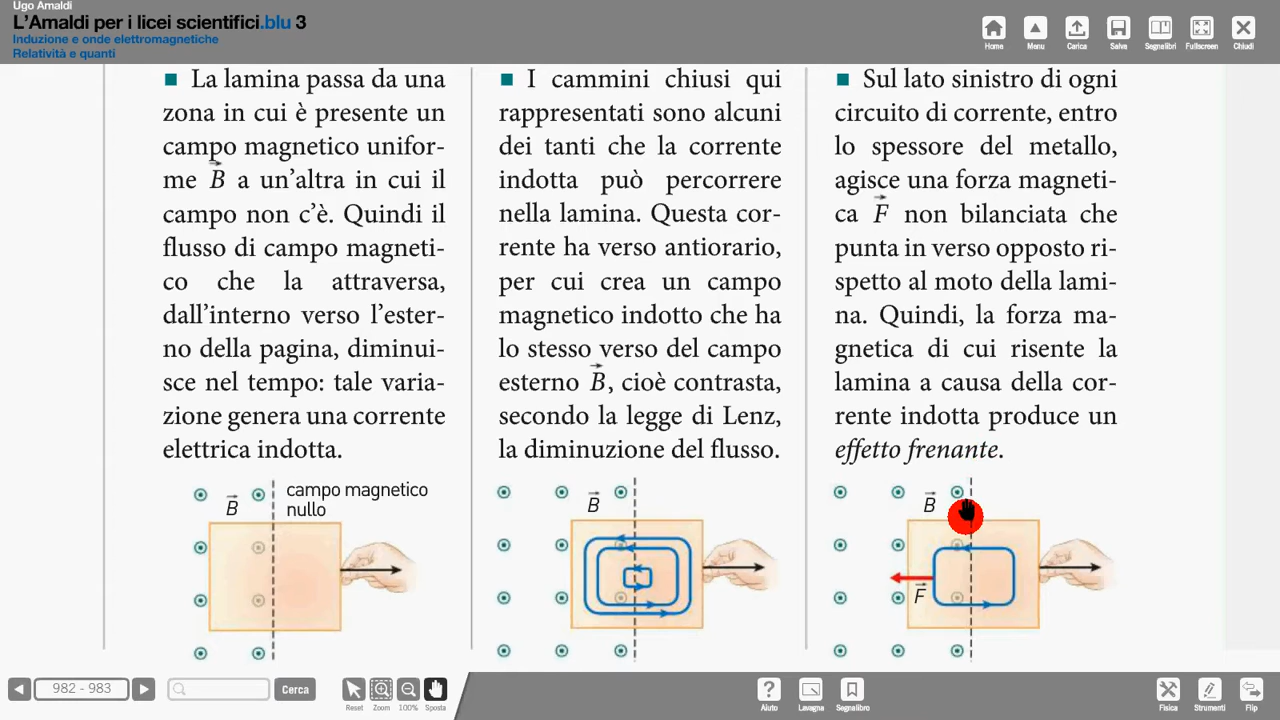 Ugo Amaldi
L'Amaldi per i licei scientifici.blu 3
Induzione e onde elettromagnetiche
Relatività e quanti
Home
Menu
Carica
Salva
Segnalibri
Fullscreen
Chiudi
■ La lamina passa da una
zona in cui è presente un
campo magnetico unifor-
me B⃗ a un'altra in cui il
campo non c'è. Quindi il
flusso di campo magneti-
co che la attraversa,
dall'interno verso l'ester-
no della pagina, diminui-
sce nel tempo: tale varia-
zione genera una corrente
elettrica indotta.
B⃗
campo magnetico
nullo
■ I cammini chiusi qui
rappresentati sono alcuni
dei tanti che la corrente
indotta può percorrere
nella lamina. Questa cor-
rente ha verso antiorario,
per cui crea un campo
magnetico indotto che ha
lo stesso verso del campo
esterno B⃗, cioè contrasta,
secondo la legge di Lenz,
la diminuzione del flusso.
B⃗
■ Sul lato sinistro di ogni
circuito di corrente, entro
lo spessore del metallo,
agisce una forza magneti-
ca F⃗ non bilanciata che
punta in verso opposto ri-
spetto al moto della lami-
na. Quindi, la forza ma-
gnetica di cui risente la
lamina a causa della cor-
rente indotta produce un
effetto frenante.
B⃗
F⃗
982 - 983
Cerca
Reset
Zoom
100%
Sposta
Aiuto
Lavagna
Segnalibro
Fisica
Strumenti
Flip